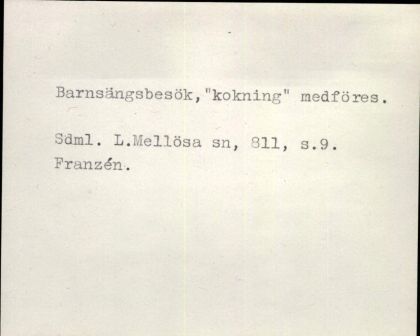 Barnsängsbesök,"kokning" medföres.
Sdml. L.Mellösa sn, 811, s.9.
Franzén.